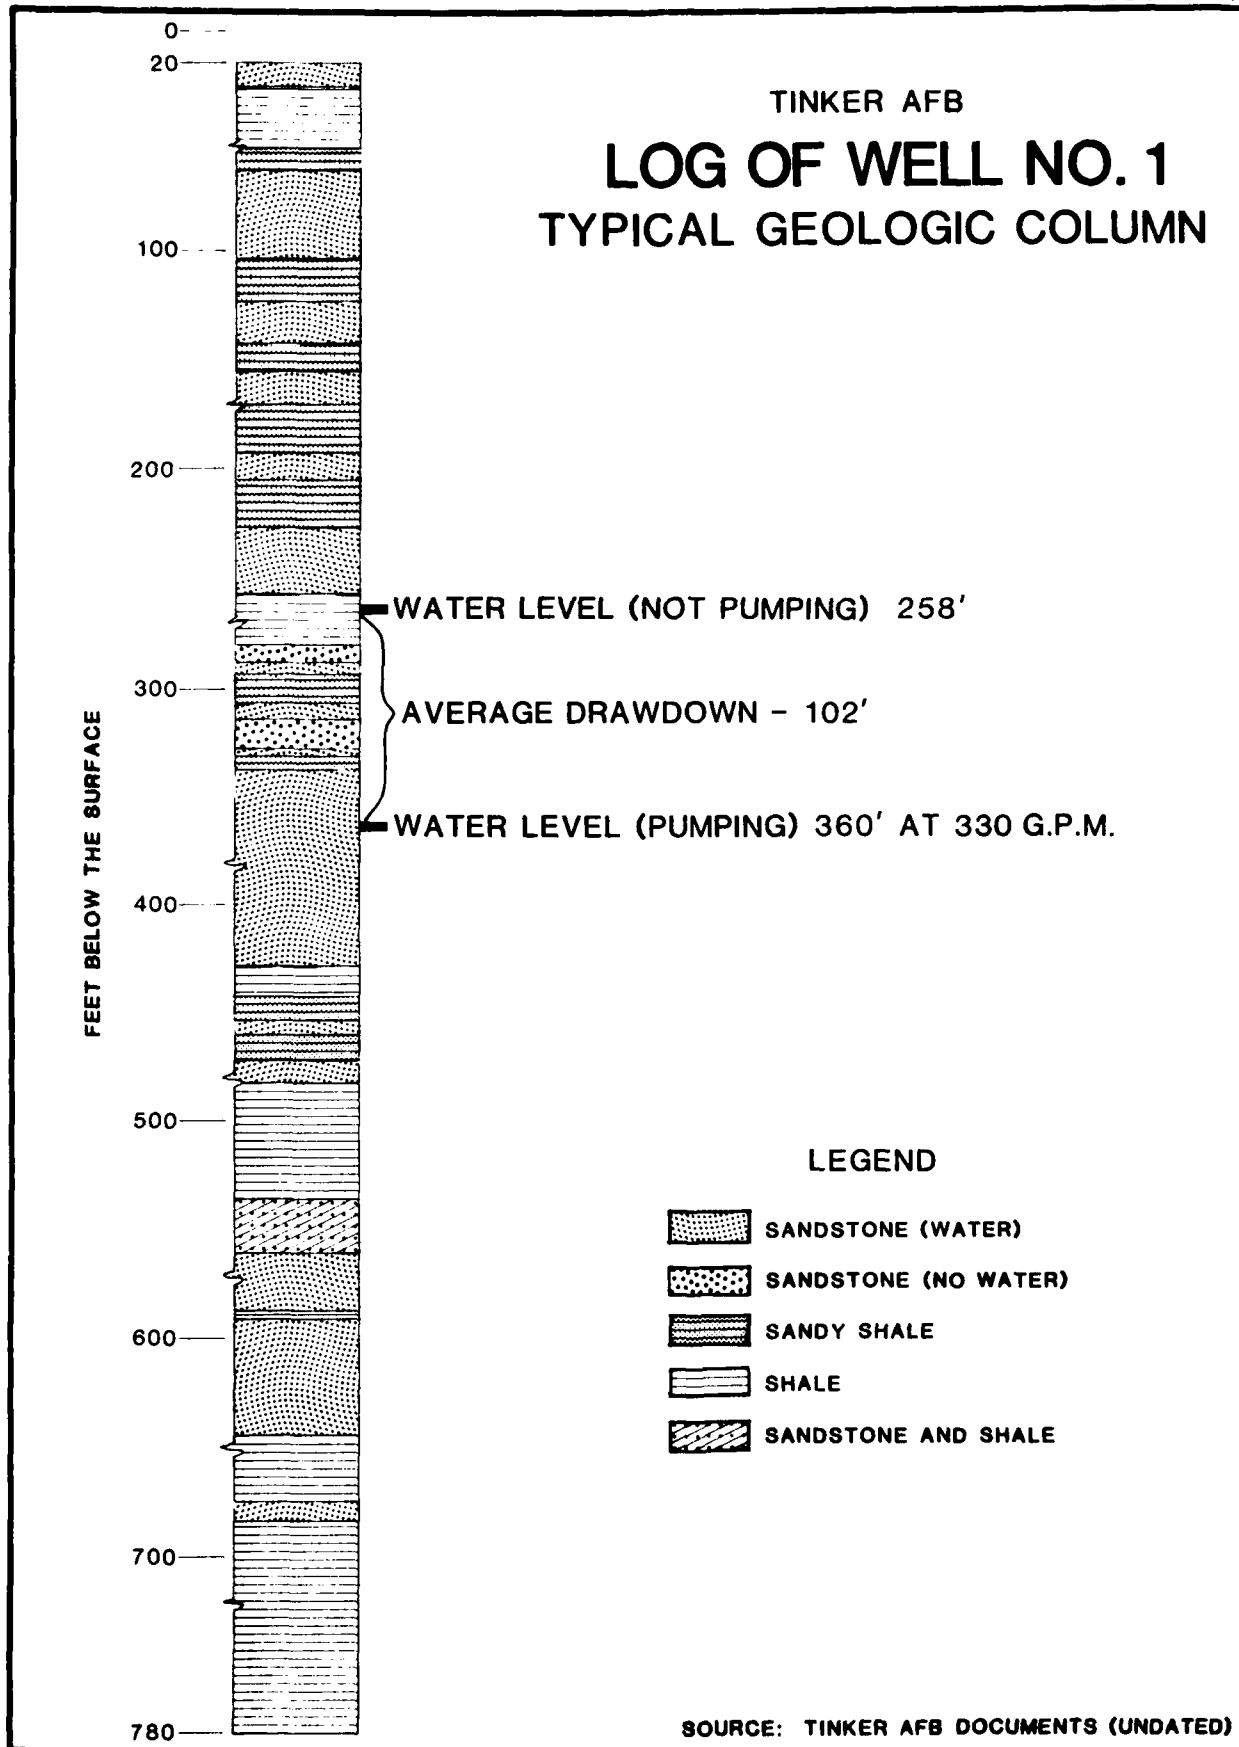 TINKER AFB
LOG OF WELL NO. 1
TYPICAL GEOLOGIC COLUMN
0
20
100
200
300
400
500
600
700
780
FEET BELOW THE SURFACE
WATER LEVEL (NOT PUMPING) 258'
AVERAGE DRAWDOWN - 102'
WATER LEVEL (PUMPING) 360' AT 330 G.P.M.
LEGEND
SANDSTONE (WATER)
SANDSTONE (NO WATER)
SANDY SHALE
SHALE
SANDSTONE AND SHALE
SOURCE: TINKER AFB DOCUMENTS (UNDATED)